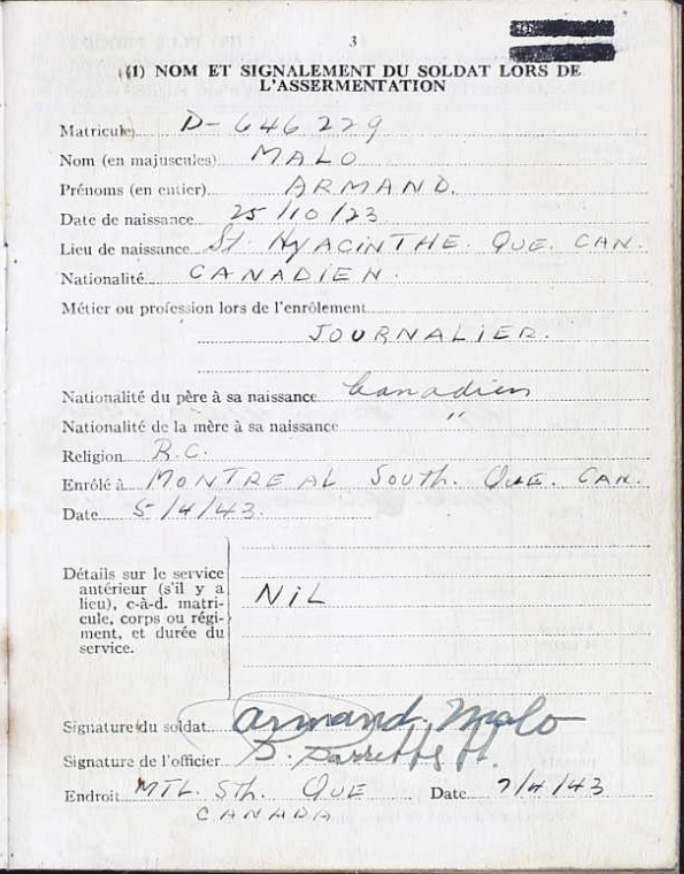 3
(1) NOM ET SIGNALEMENT DU SOLDAT LORS DE
L'ASSERMENTATION
Matricule D-646229
Nom (en majuscules) MALO
Prénoms (en entier) ARMAND.
Date de naissance 25/10/23
Lieu de naissance St. HYACINTHE. QUE. CAN.
Nationalité CANADIEN.
Métier ou profession lors de l'enrôlement
JOURNALIER.
Nationalité du père à sa naissance Canadien
Nationalité de la mère à sa naissance "
Religion R.C.
Enrôlé à MONTREAL SOUTH. QUE. CAN.
Date 5/4/43.
Détails sur le service
antérieur (s'il y a
lieu), c-à-d. matri-
cule, corps ou régi-
ment, et durée du
service.
NIL
Signature du soldat Armand. Malo
Signature de l'officier
Endroit MTL. STH. QUE Date 7/4/43
CANADA